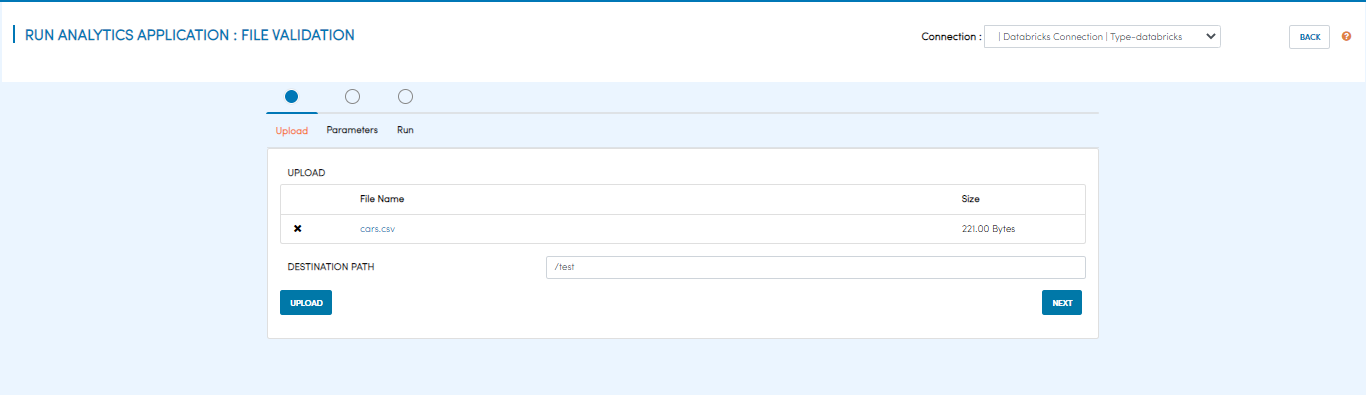 RUN ANALYTICS APPLICATION : FILE VALIDATION
Connection : | Databricks Connection | Type-databricks
BACK
?
Upload Parameters Run
UPLOAD
File Name Size
cars.csv 221.00 Bytes
DESTINATION PATH /test
UPLOAD NEXT